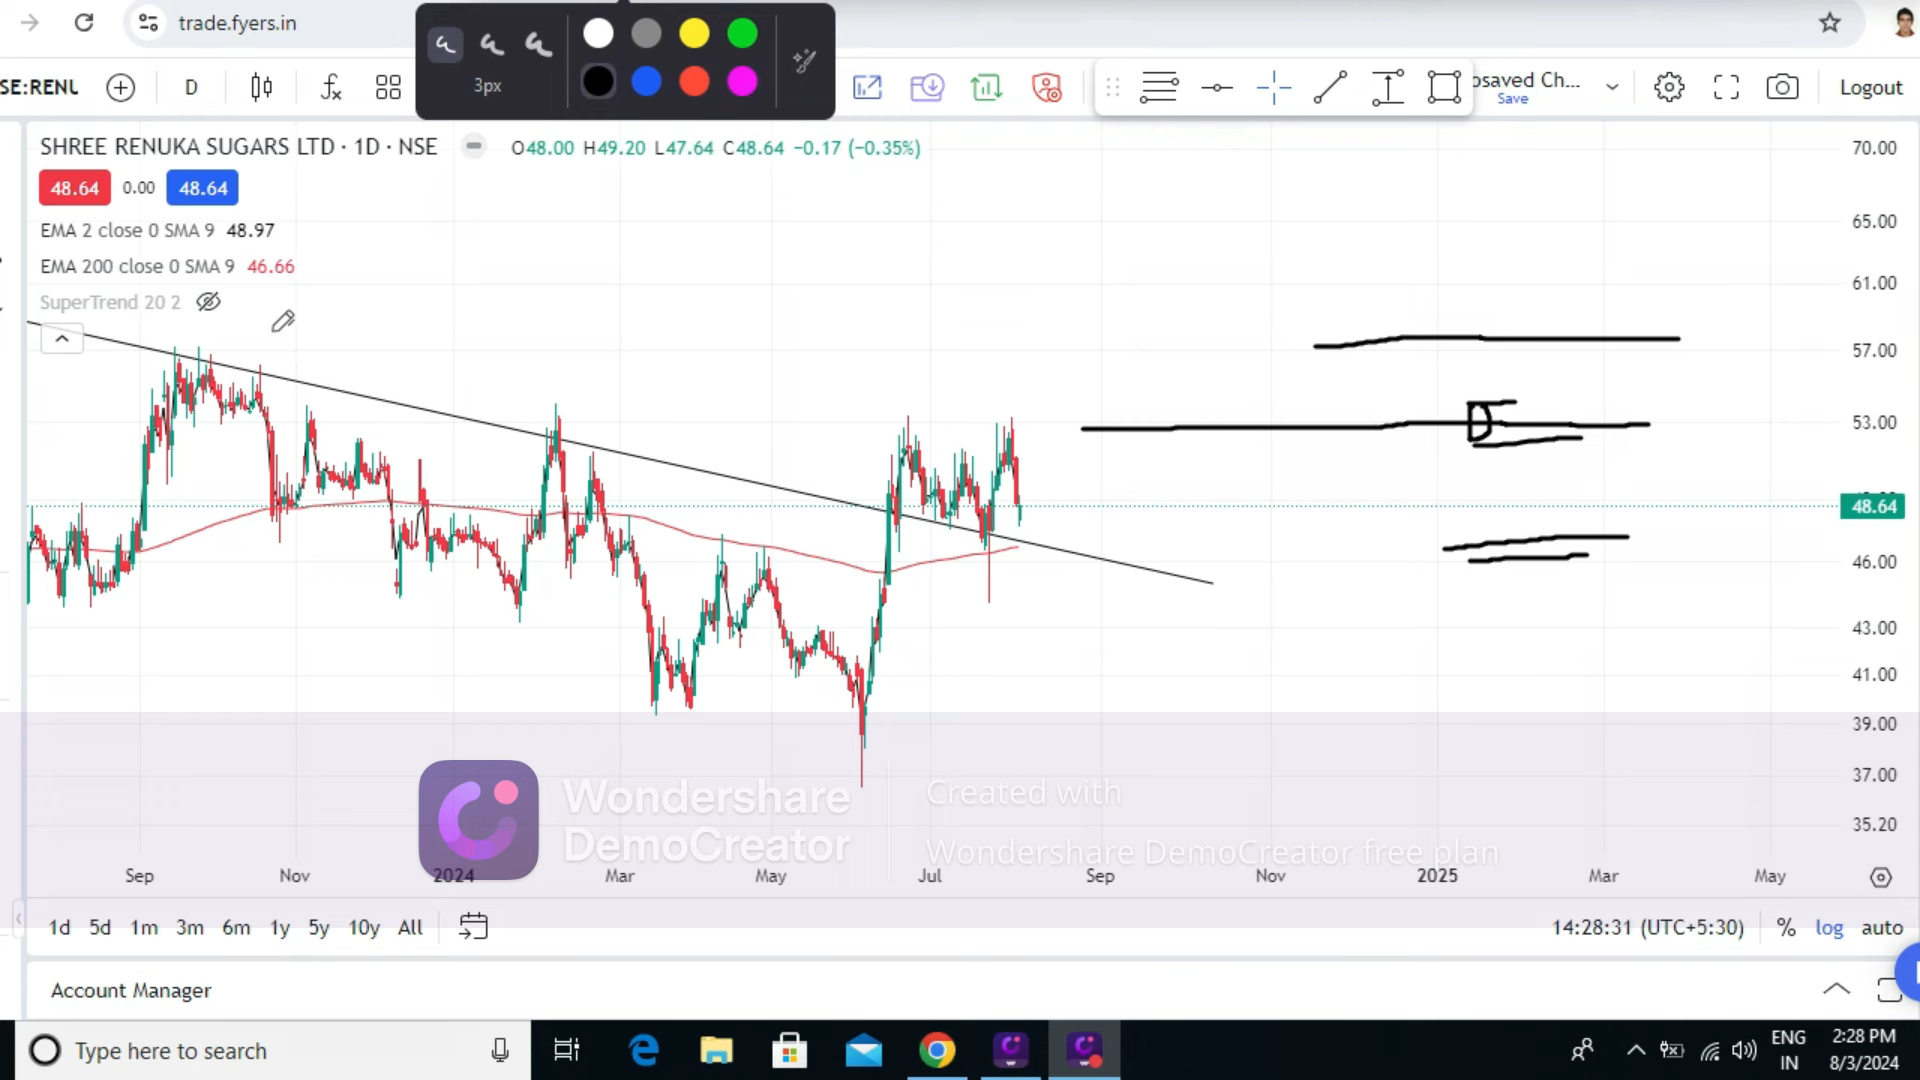 trade.fyers.in
SE:RENU
D
3px
Save
Logout
SHREE RENUKA SUGARS LTD · 1D · NSE
O48.00 H49.20 L47.64 C48.64 −0.17 (−0.35%)
48.64 0.00 48.64
EMA 2 close 0 SMA 9 48.97
EMA 200 close 0 SMA 9 46.66
SuperTrend 20 2
70.00
65.00
61.00
57.00
53.00
48.64
46.00
43.00
41.00
39.00
37.00
35.20
Wondershare
DemoCreator
Created with
Wondershare DemoCreator free plan
Sep Nov 2024 Mar May Jul Sep Nov 2025 Mar May
1d 5d 1m 3m 6m 1y 5y 10y All
14:28:31 (UTC+5:30) % log auto
Account Manager
Type here to search
ENG
IN
2:28 PM
8/3/2024